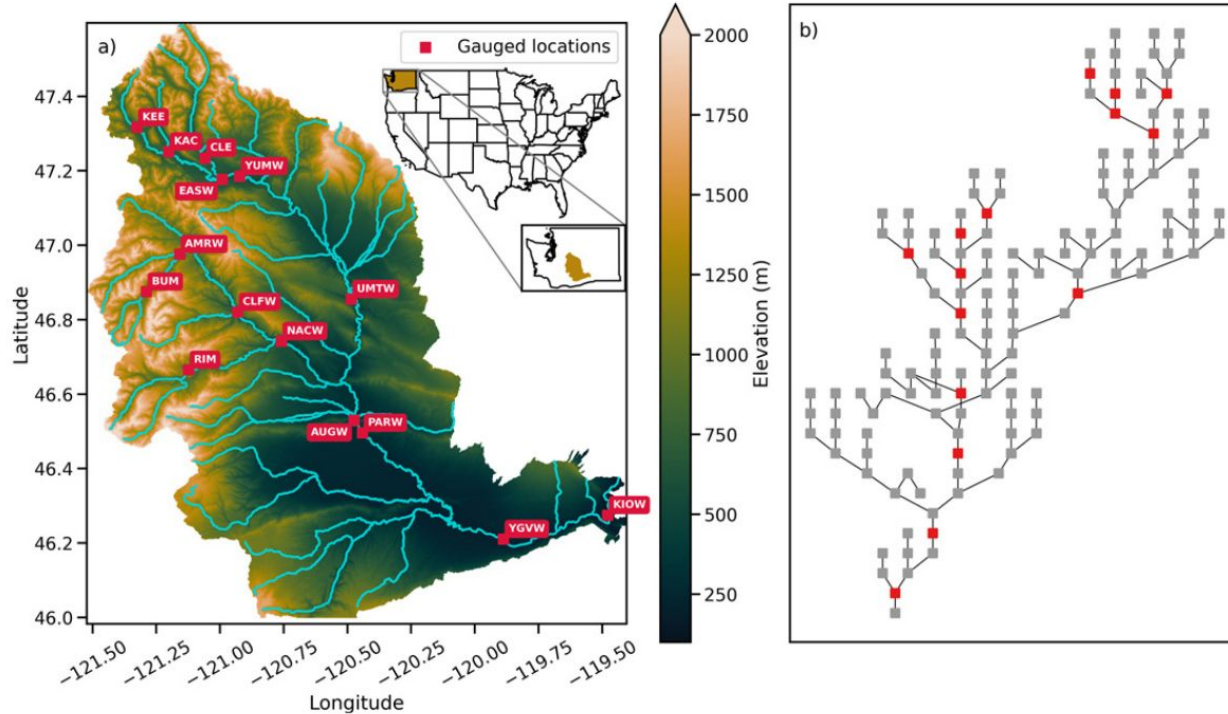 a)
Gauged locations
KEE
KAC
CLE
YUMW
EASW
AMRW
BUM
CLFW
UMTW
NACW
RIM
AUGW
PARW
KIOW
YGVW
47.4
47.2
47.0
46.8
46.6
46.4
46.2
46.0
Latitude
−121.50
−121.25
−121.00
−120.75
−120.50
−120.25
−120.00
−119.75
−119.50
Longitude
2000
1750
1500
1250
1000
750
500
250
Elevation (m)
b)